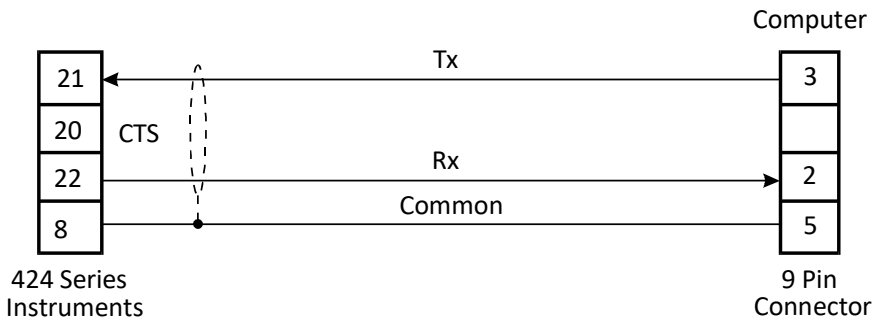 Computer
Tx
21
3
20
CTS
Rx
22
2
Common
8
5
424 Series
Instruments
9 Pin
Connector